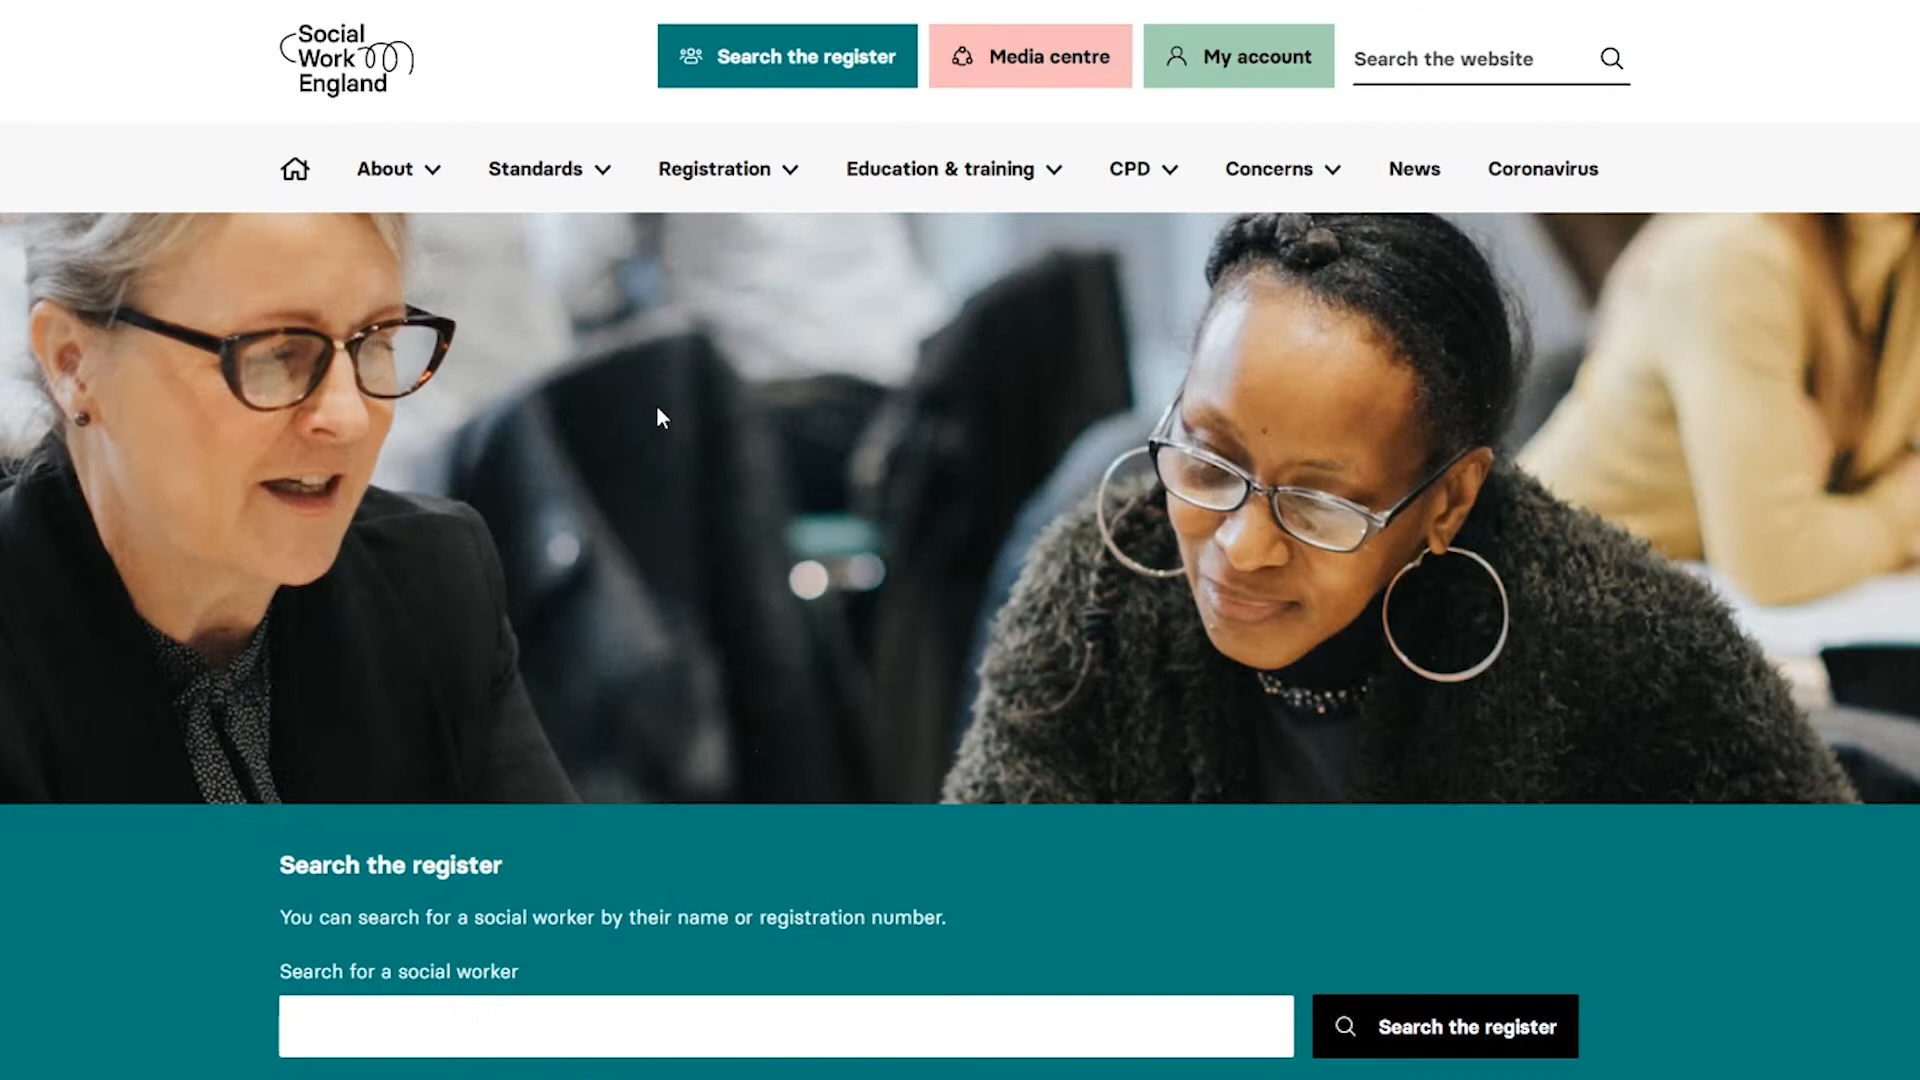 Social
Work
England
Search the register
Media centre
My account
Search the website
About
Standards
Registration
Education & training
CPD
Concerns
News
Coronavirus
Search the register
You can search for a social worker by their name or registration number.
Search for a social worker
Search the register